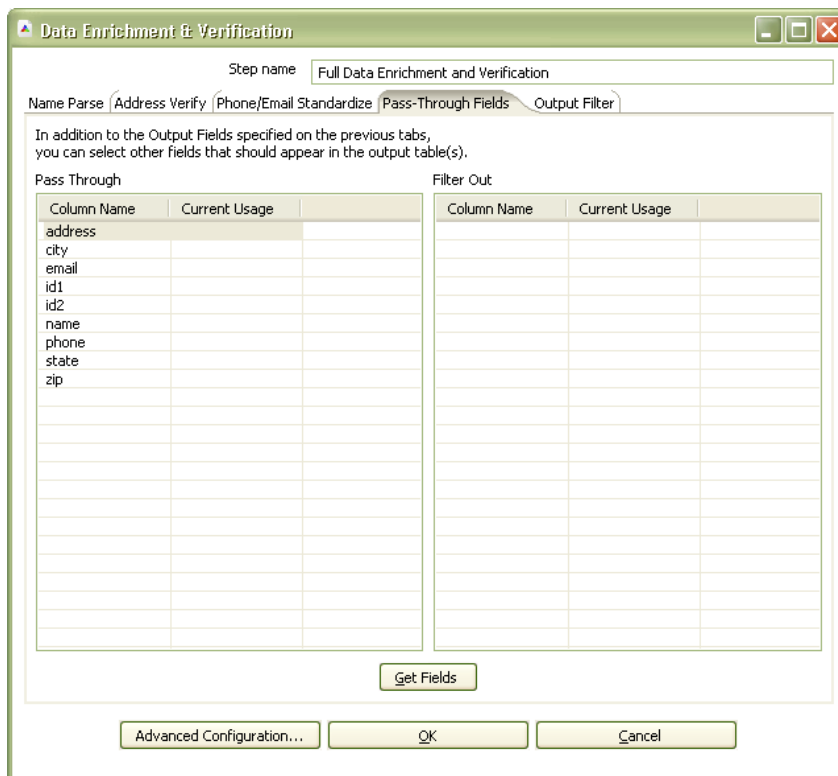 Data Enrichment & Verification
Step name Full Data Enrichment and Verification
Name Parse Address Verify Phone/Email Standardize Pass-Through Fields Output Filter
In addition to the Output Fields specified on the previous tabs,
you can select other fields that should appear in the output table(s).
Pass Through Filter Out
Column Name Current Usage Column Name Current Usage
address
city
email
id1
id2
name
phone
state
zip
Get Fields
Advanced Configuration... OK Cancel